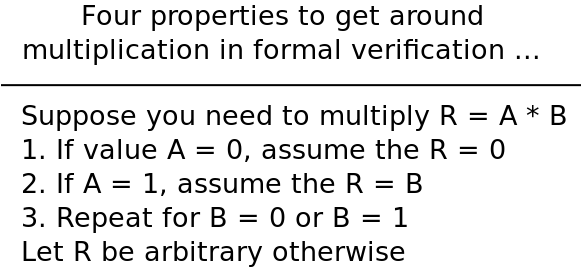 Four properties to get around
multiplication in formal verification ...
Suppose you need to multiply R = A * B
1. If value A = 0, assume the R = 0
2. If A = 1, assume the R = B
3. Repeat for B = 0 or B = 1
Let R be arbitrary otherwise